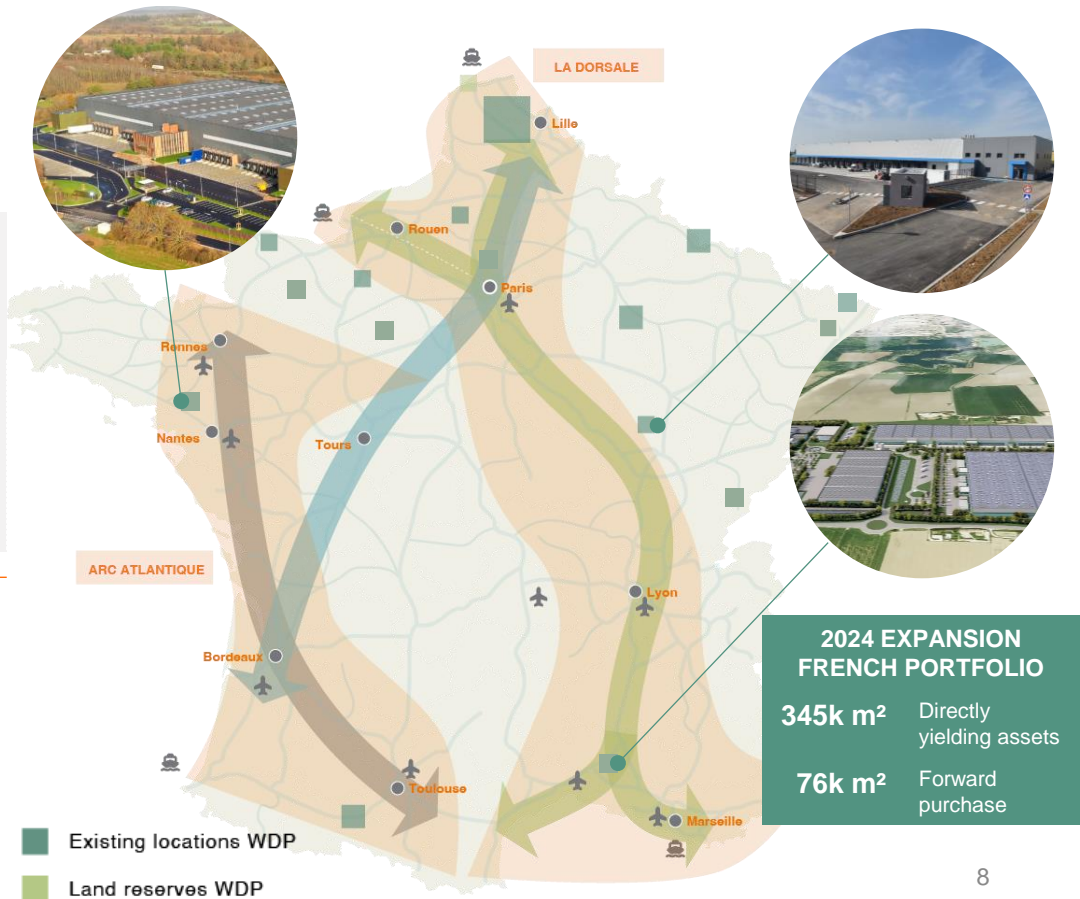 LA DORSALE
Lille
Rouen
Paris
Rennes
Nantes
Tours
ARC ATLANTIQUE
Lyon
Bordeaux
Toulouse
Marseille
2024 EXPANSION
FRENCH PORTFOLIO
345k m² Directly
yielding assets
76k m² Forward
purchase
Existing locations WDP
Land reserves WDP
8